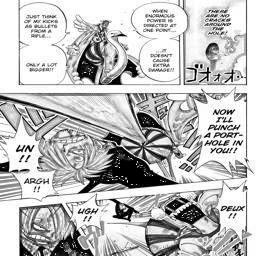 THERE ARE
NO CRACKS
AROUND
THE HOLE...
WHEN
ENORMOUS
POWER IS
DIRECTED AT
ONE POINT...
JUST THINK
OF MY KICKS
AS BULLETS
FROM A
RIFLE...
...IT
DOESN'T
CAUSE
EXTRA
DAMAGE!!
ONLY A LOT
BIGGER!!
ゴオォォオ...
NOW
I'LL
PUNCH
A PORT-
HOLE IN
YOU!!
UN
!!
ARGH
!!
DEUX
!!
UGH
!!